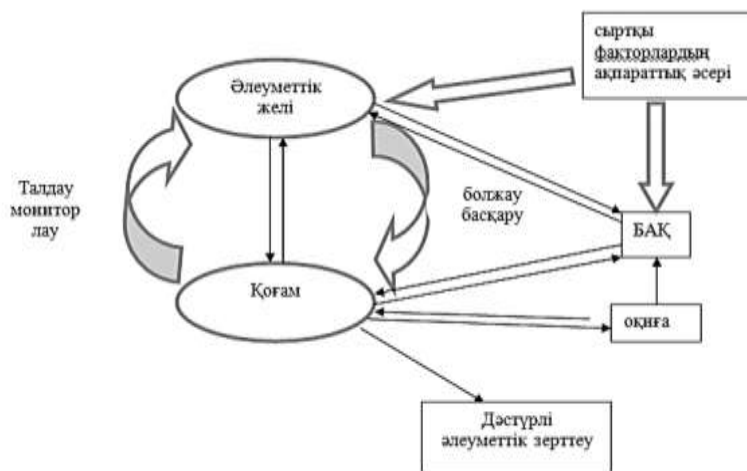 сыртқы
факторлардың
ақпараттық әсері
Әлеуметтік
желі
Талдау
монитор
лау
болжау
басқару
БАҚ
Қоғам
оқиға
Дәстүрлі
әлеуметтік зерттеу